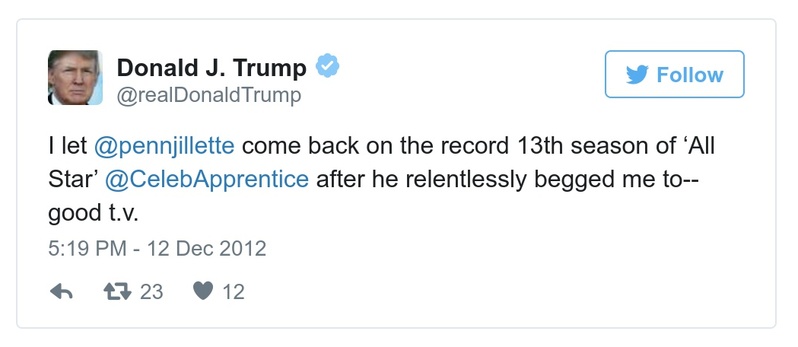 Donald J. Trump
@realDonaldTrump
Follow
I let @pennjillette come back on the record 13th season of ‘All
Star’ @CelebApprentice after he relentlessly begged me to--
good t.v.
5:19 PM - 12 Dec 2012
23 12